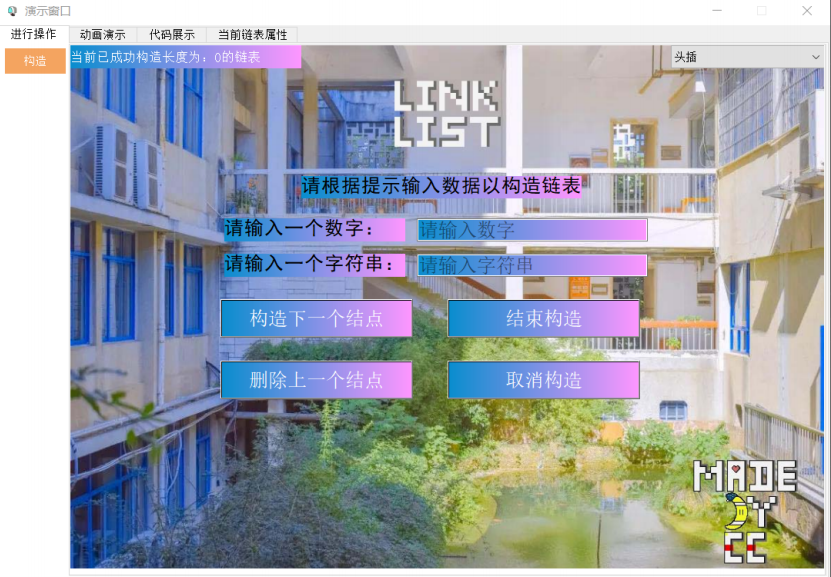 演示窗口
进行操作 动画演示 代码展示 当前链表属性
构造
当前已成功构造长度为：0的链表
头插
LINK
LIST
请根据提示输入数据以构造链表
请输入一个数字： 请输入数字
请输入一个字符串： 请输入字符串
构造下一个结点 结束构造
删除上一个结点 取消构造
MADE
Y
CC